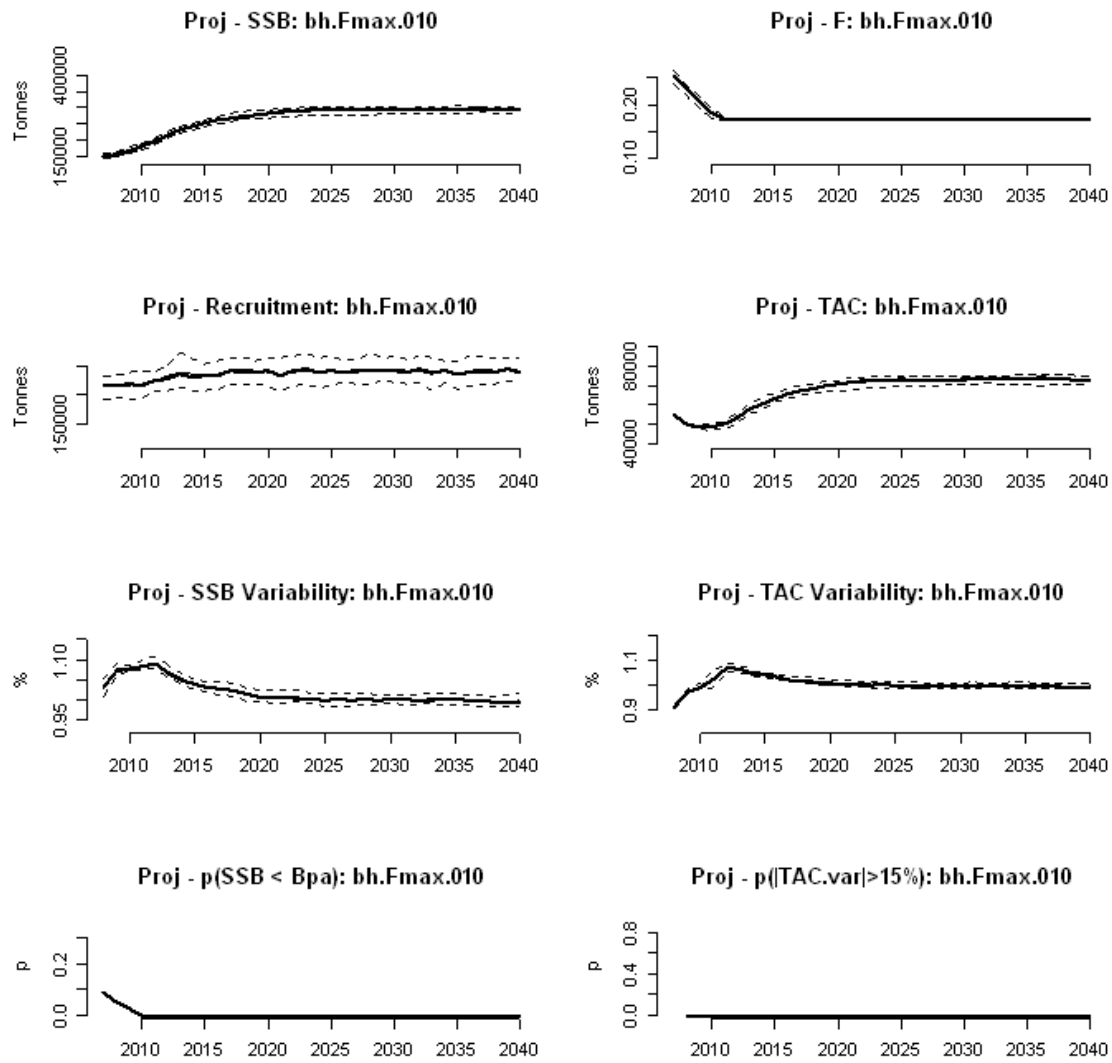 Proj - SSB: bh.Fmax.010
Tonnes
150000 400000
2010 2015 2020 2025 2030 2035 2040
Proj - F: bh.Fmax.010
0.10 0.20
2010 2015 2020 2025 2030 2035 2040
Proj - Recruitment: bh.Fmax.010
Tonnes
150000
2010 2015 2020 2025 2030 2035 2040
Proj - TAC: bh.Fmax.010
Tonnes
40000 80000
2010 2015 2020 2025 2030 2035 2040
Proj - SSB Variability: bh.Fmax.010
%
0.95 1.10
2010 2015 2020 2025 2030 2035 2040
Proj - TAC Variability: bh.Fmax.010
%
0.9 1.1
2010 2015 2020 2025 2030 2035 2040
Proj - p(SSB < Bpa): bh.Fmax.010
p
0.0 0.2
2010 2015 2020 2025 2030 2035 2040
Proj - p(|TAC.var|>15%): bh.Fmax.010
p
0.0 0.4 0.8
2010 2015 2020 2025 2030 2035 2040